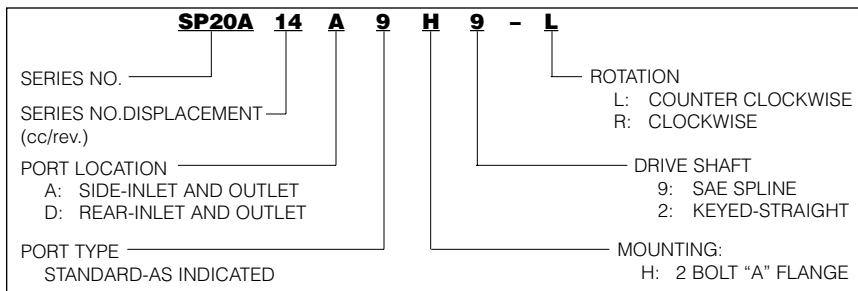 SP20A 14 A 9 H 9 – L
SERIES NO.
SERIES NO.DISPLACEMENT
(cc/rev.)
PORT LOCATION
A: SIDE-INLET AND OUTLET
D: REAR-INLET AND OUTLET
PORT TYPE
STANDARD-AS INDICATED
ROTATION
L: COUNTER CLOCKWISE
R: CLOCKWISE
DRIVE SHAFT
9: SAE SPLINE
2: KEYED-STRAIGHT
MOUNTING:
H: 2 BOLT “A” FLANGE